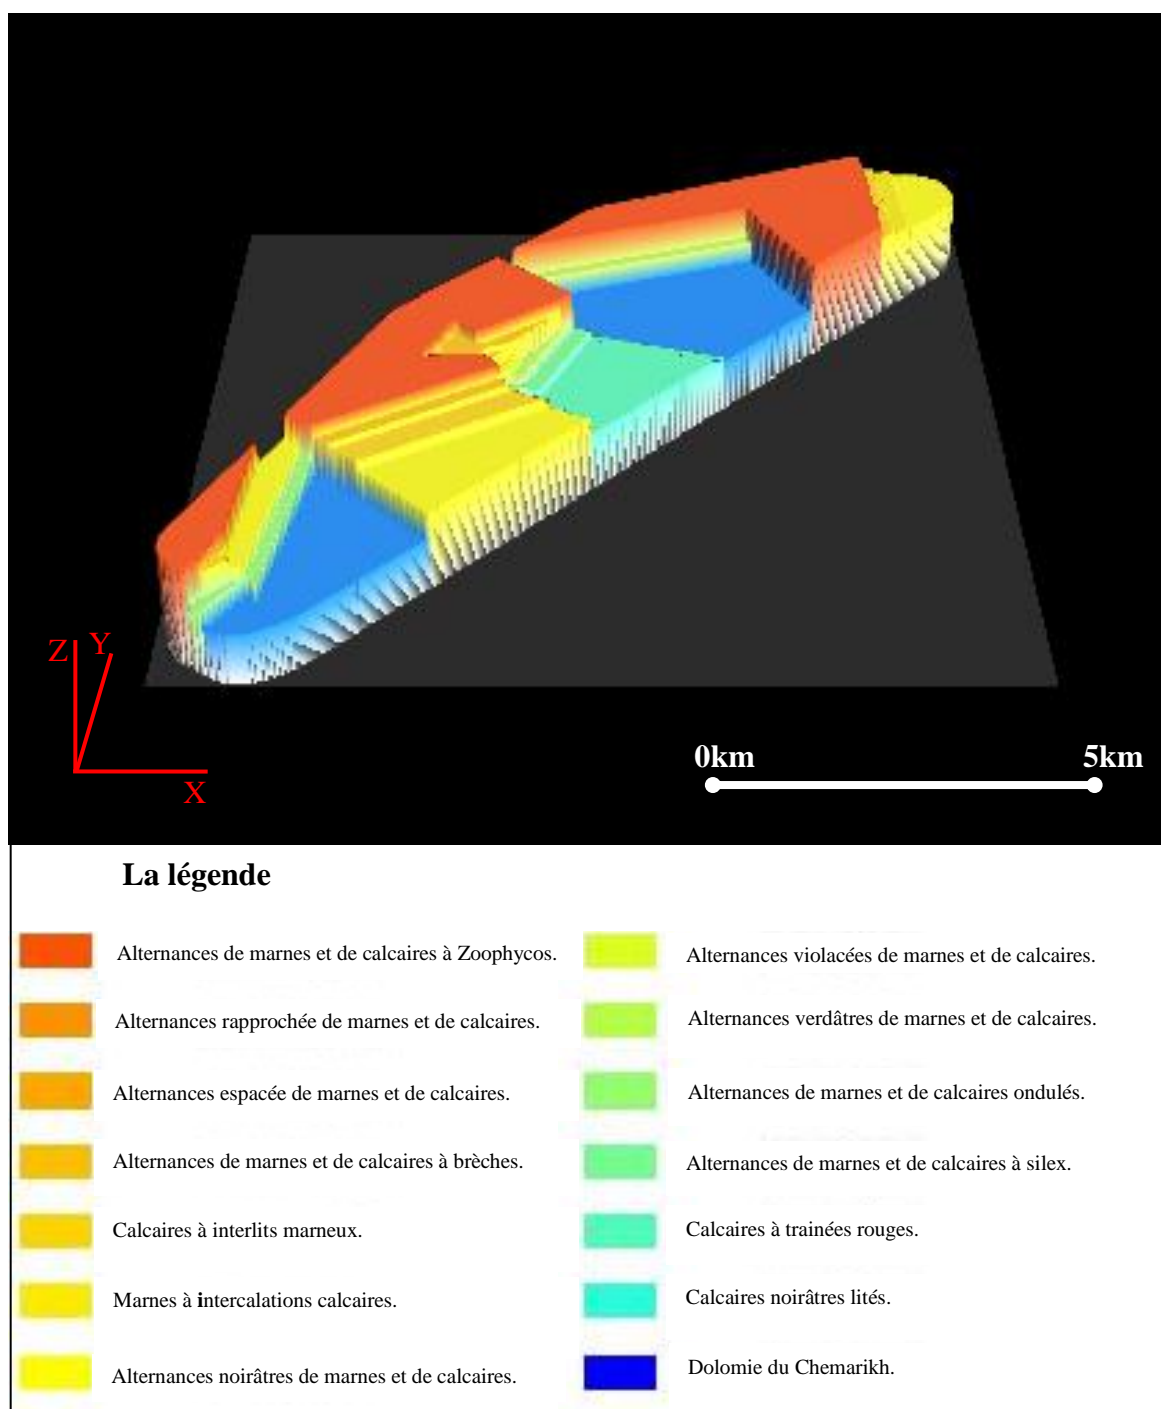 Z Y
X
0km 5km
La légende
Alternances de marnes et de calcaires à Zoophycos.
Alternances rapprochée de marnes et de calcaires.
Alternances espacée de marnes et de calcaires.
Alternances de marnes et de calcaires à brèches.
Calcaires à interlits marneux.
Marnes à intercalations calcaires.
Alternances noirâtres de marnes et de calcaires.
Alternances violacées de marnes et de calcaires.
Alternances verdâtres de marnes et de calcaires.
Alternances de marnes et de calcaires ondulés.
Alternances de marnes et de calcaires à silex.
Calcaires à trainées rouges.
Calcaires noirâtres lités.
Dolomie du Chemarikh.